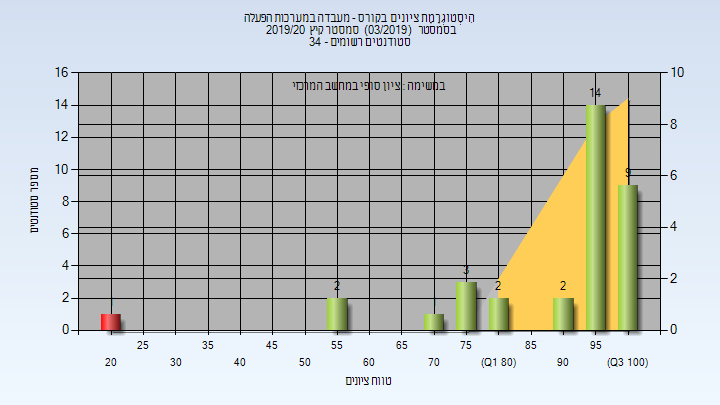 היסטוגרמת ציונים בקורס - מעבדה במערכות הפעלה
בסמסטר (03/2019) סמסטר קיץ 2019/20
סטודנטים רשומים - 34
במשימה : ציון סופי במחשב המרכזי
מספר סטודנטים
16
14
12
10
8
6
4
2
0
10
8
6
4
2
0
2
3
2
2
14
9
25 35 45 55 65 75 85 95
20 30 40 50 60 70 (Q1 80) 90 (Q3 100)
טווח ציונים